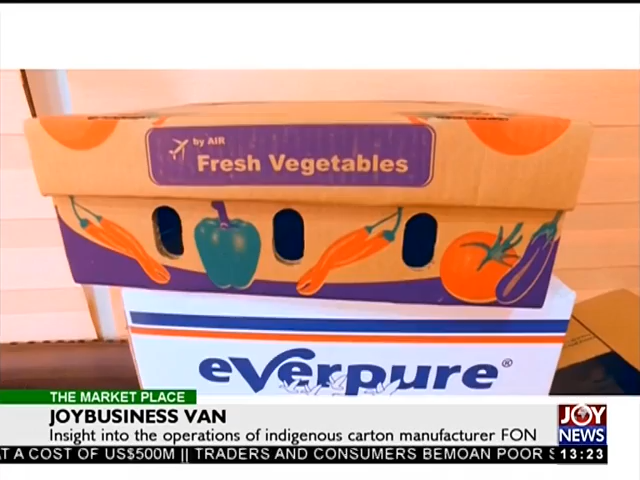 by AIR
Fresh Vegetables
everpure®
THE MARKET PLACE
JOYBUSINESS VAN
Insight into the operations of indigenous carton manufacturer FON
JOY
NEWS
AT A COST OF US$500M || TRADERS AND CONSUMERS BEMOAN POOR
13:23